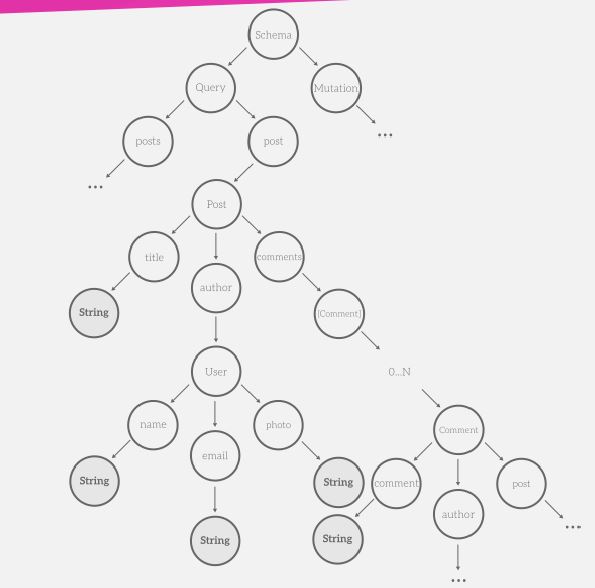 Schema
Query
Mutation
posts
post
...
...
Post
title
author
comments
String
[Comment]
User
0...N
name
email
photo
Comment
String
String
comment
post
author
String
String
...
...